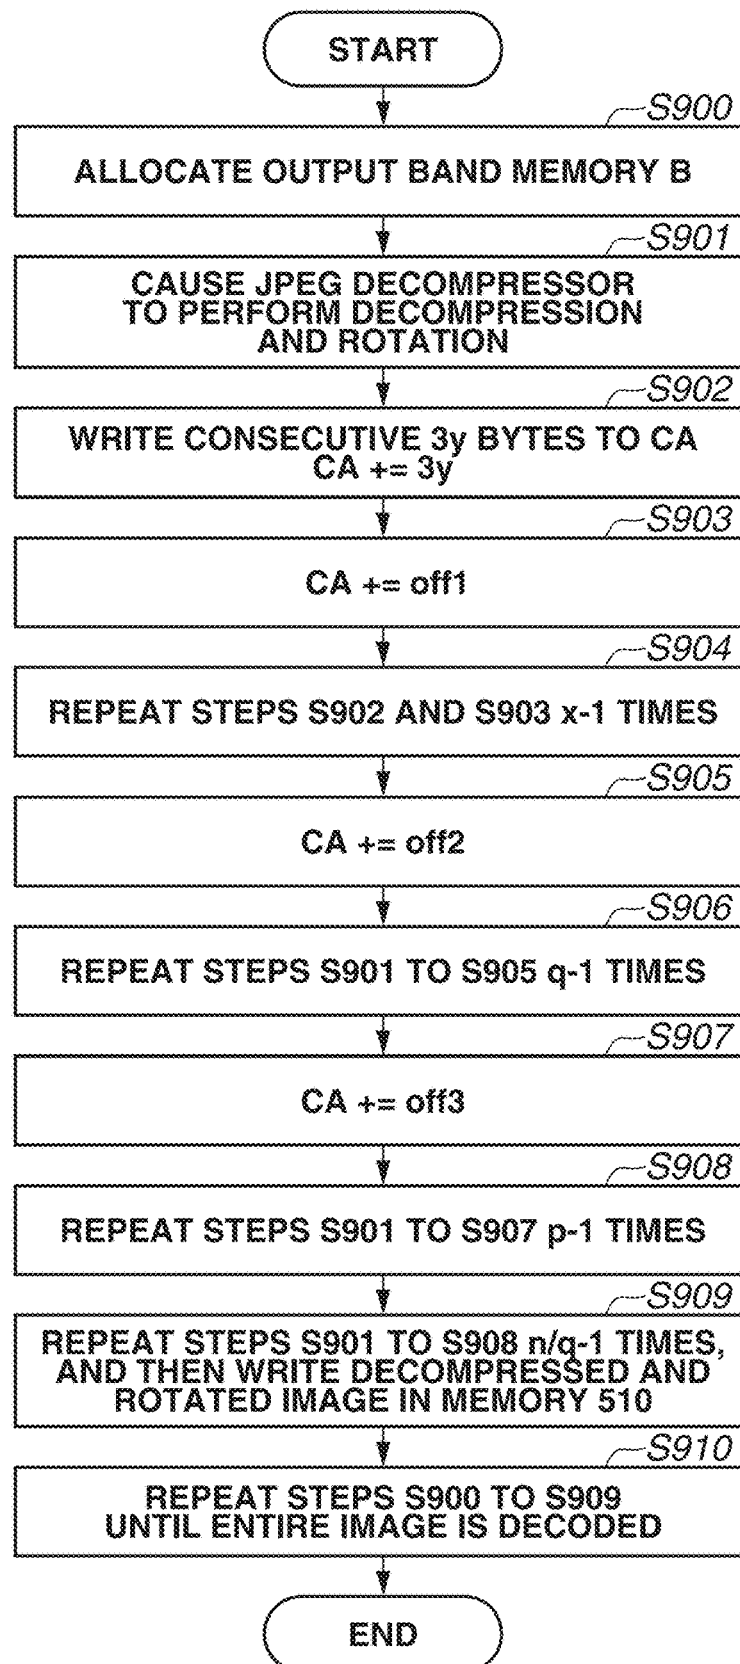 START
S900
ALLOCATE OUTPUT BAND MEMORY B
S901
CAUSE JPEG DECOMPRESSOR
TO PERFORM DECOMPRESSION
AND ROTATION
S902
WRITE CONSECUTIVE 3y BYTES TO CA
CA += 3y
S903
CA += off1
S904
REPEAT STEPS S902 AND S903 x-1 TIMES
S905
CA += off2
S906
REPEAT STEPS S901 TO S905 q-1 TIMES
S907
CA += off3
S908
REPEAT STEPS S901 TO S907 p-1 TIMES
S909
REPEAT STEPS S901 TO S908 n/q-1 TIMES,
AND THEN WRITE DECOMPRESSED AND
ROTATED IMAGE IN MEMORY 510
S910
REPEAT STEPS S900 TO S909
UNTIL ENTIRE IMAGE IS DECODED
END